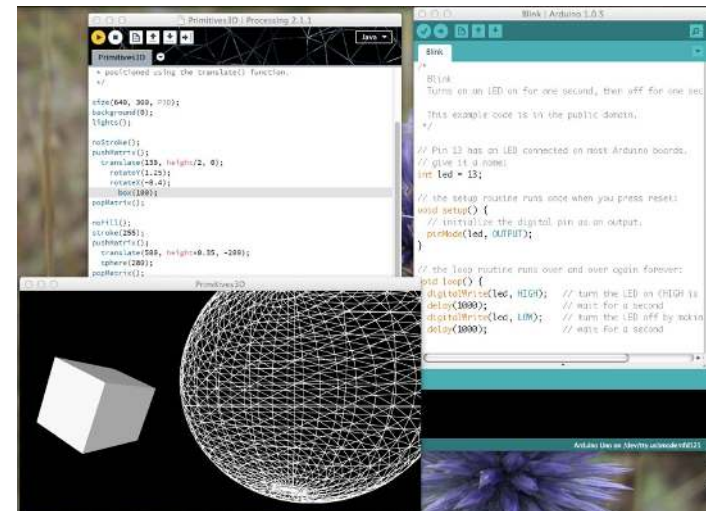 Primitives3D | Processing 2.1.1
Java
Primitives3D
* positioned using the translate() function.
*/
size(640, 360, P3D);
background(0);
lights();
noStroke();
pushMatrix();
translate(130, height/2, 0);
rotateY(1.25);
rotateX(-0.4);
box(100);
popMatrix();
noFill();
stroke(255);
pushMatrix();
translate(500, height*0.35, -200);
sphere(280);
popMatrix();
Primitives3D
Blink | Arduino 1.0.5
Blink
/*
Blink
Turns on an LED on for one second, then off for one sec
This example code is in the public domain.
*/
// Pin 13 has an LED connected on most Arduino boards.
// give it a name:
int led = 13;
// the setup routine runs once when you press reset:
void setup() {
// initialize the digital pin as an output.
pinMode(led, OUTPUT);
}
// the loop routine runs over and over again forever:
void loop() {
digitalWrite(led, HIGH); // turn the LED on (HIGH is
delay(1000); // wait for a second
digitalWrite(led, LOW); // turn the LED off by makin
delay(1000); // wait for a second
Arduino Uno on